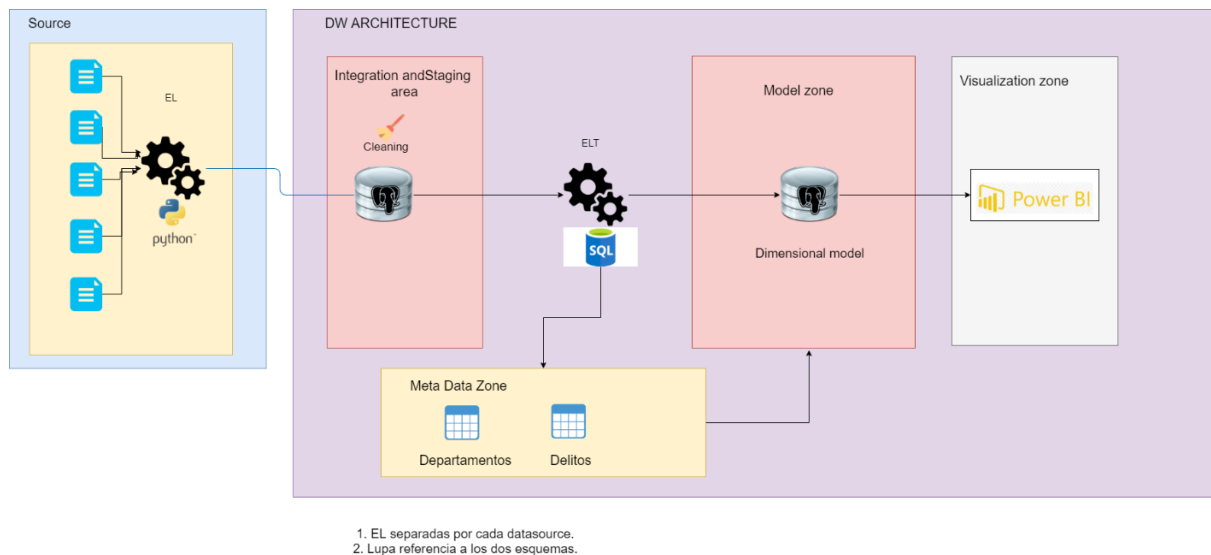 Source
DW ARCHITECTURE
EL
python
Integration andStaging
area
Cleaning
ELT
SQL
Model zone
Dimensional model
Visualization zone
Power BI
Meta Data Zone
Departamentos
Delitos
1. EL separadas por cada datasource.
2. Lupa referencia a los dos esquemas.